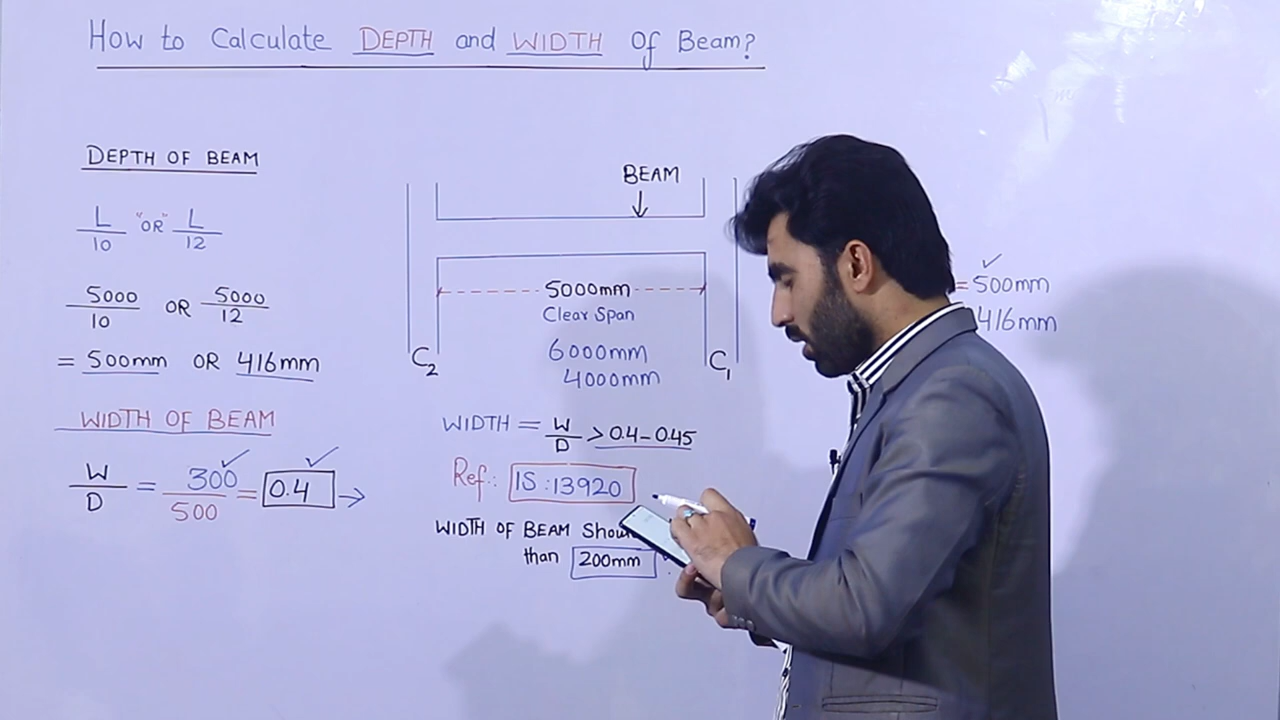 How to Calculate DEPTH and WIDTH Of Beam?
DEPTH OF BEAM
L/10 "OR" L/12
5000/10 OR 5000/12
= 500mm OR 416mm
WIDTH OF BEAM
W/D = 300/500 = 0.4 →
BEAM
5000mm
Clear Span
6000mm
4000mm
C2
C1
WIDTH = W/D > 0.4-0.45
Ref.: IS:13920
WIDTH OF BEAM
than 200mm
= 500mm
416mm